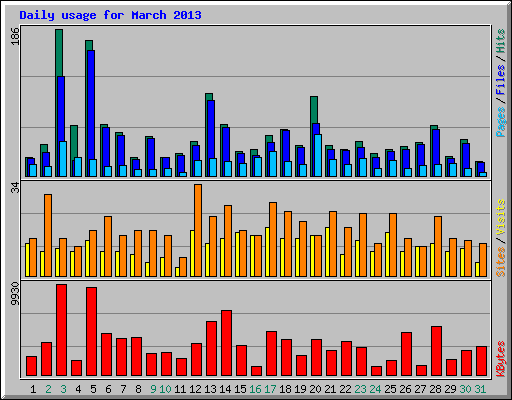 Daily usage for March 2013
186
Pages / Files / Hits
34
Sites / Visits
9930
KBytes
1 2 3 4 5 6 7 8 9 10 11 12 13 14 15 16 17 18 19 20 21 22 23 24 25 26 27 28 29 30 31